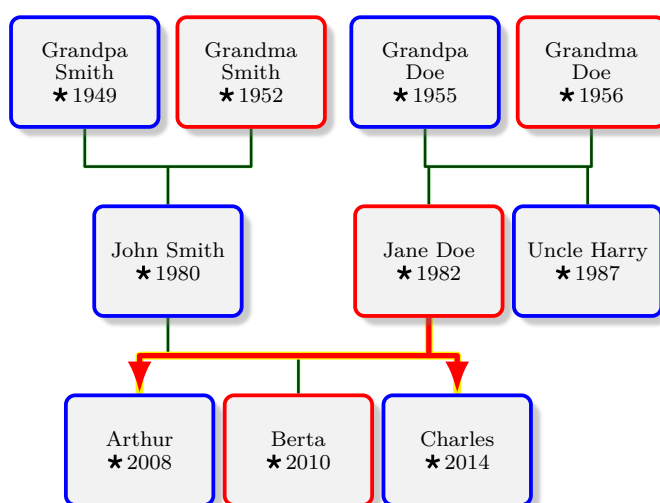 Grandpa
Smith
★1949
Grandma
Smith
★1952
Grandpa
Doe
★1955
Grandma
Doe
★1956
John Smith
★1980
Jane Doe
★1982
Uncle Harry
★1987
Arthur
★2008
Berta
★2010
Charles
★2014